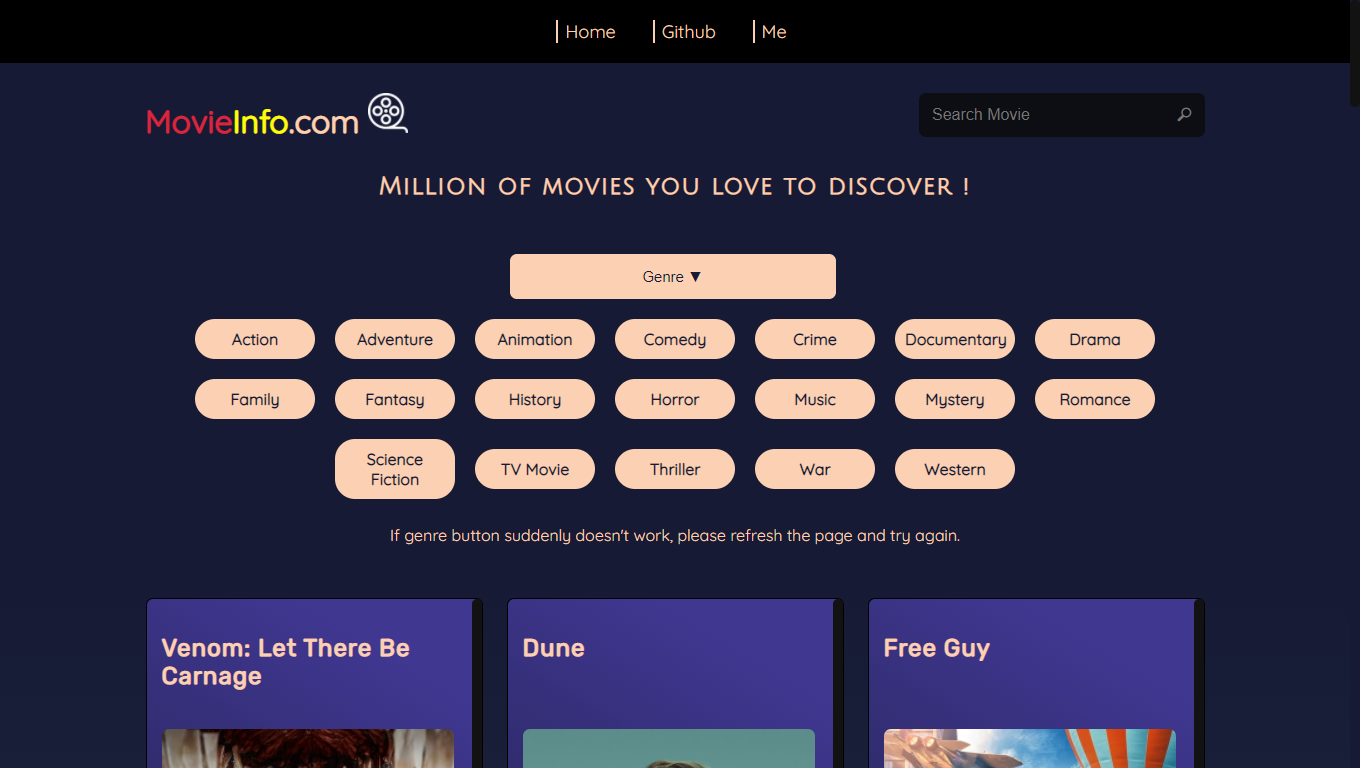 Home Github Me
MovieInfo.com
Search Movie
Million of movies you love to discover !
Genre ▼
Action Adventure Animation Comedy Crime Documentary Drama
Family Fantasy History Horror Music Mystery Romance
Science
Fiction
TV Movie Thriller War Western
If genre button suddenly doesn't work, please refresh the page and try again.
Venom: Let There Be
Carnage
Dune
Free Guy